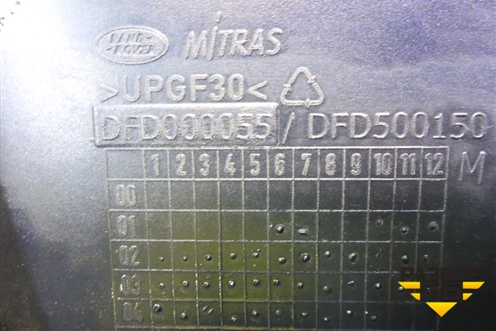 LAND-
ROVER
MITRAS
>UPGF30<
DFD000055 / DFD500150
1 2 3 4 5 6 7 8 9 10 11 12 M
00
01
02
03
04